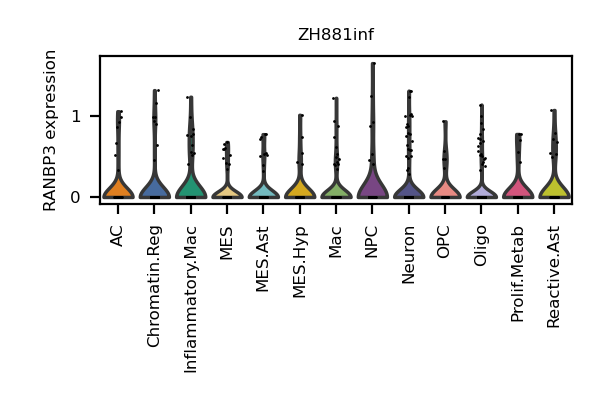 ZH881inf
RANBP3 expression
1
0
AC
Chromatin.Reg
Inflammatory.Mac
MES
MES.Ast
MES.Hyp
Mac
NPC
Neuron
OPC
Oligo
Prolif.Metab
Reactive.Ast